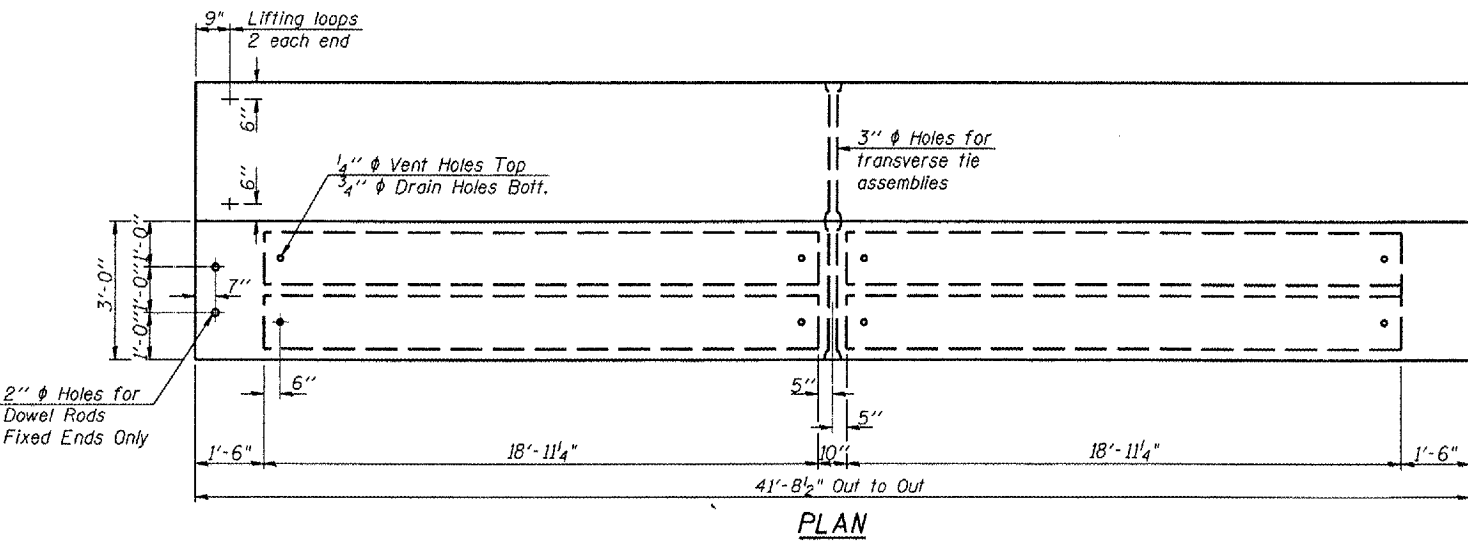 9"
Lifting loops
2 each end
6"
6"
1/4" ϕ Vent Holes Top
3/4" ϕ Drain Holes Bott.
3" ϕ Holes for
transverse tie
assemblies
3'-0"
1'-0"
1'-0"
1'-0"
7"
2" ϕ Holes for
Dowel Rods
Fixed Ends Only
6"
5"
5"
1'-6"
18'-11 1/4"
10"
18'-11 1/4"
1'-6"
41'-8 1/2" Out to Out
PLAN